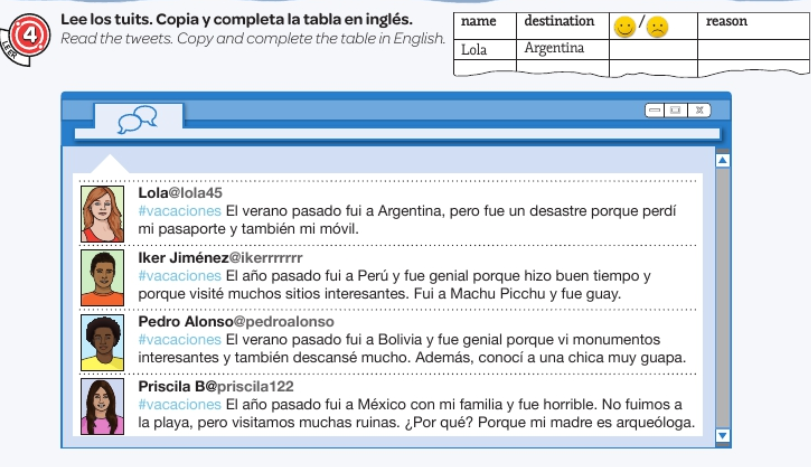 4
LEER
Lee los tuits. Copia y completa la tabla en inglés.
Read the tweets. Copy and complete the table in English.
name destination / reason
Lola Argentina
Lola@lola45
#vacaciones El verano pasado fui a Argentina, pero fue un desastre porque perdí
mi pasaporte y también mi móvil.
Iker Jiménez@ikerrrrrrr
#vacaciones El año pasado fui a Perú y fue genial porque hizo buen tiempo y
porque visité muchos sitios interesantes. Fui a Machu Picchu y fue guay.
Pedro Alonso@pedroalonso
#vacaciones El verano pasado fui a Bolivia y fue genial porque vi monumentos
interesantes y también descansé mucho. Además, conocí a una chica muy guapa.
Priscila B@priscila122
#vacaciones El año pasado fui a México con mi familia y fue horrible. No fuimos a
la playa, pero visitamos muchas ruinas. ¿Por qué? Porque mi madre es arqueóloga.